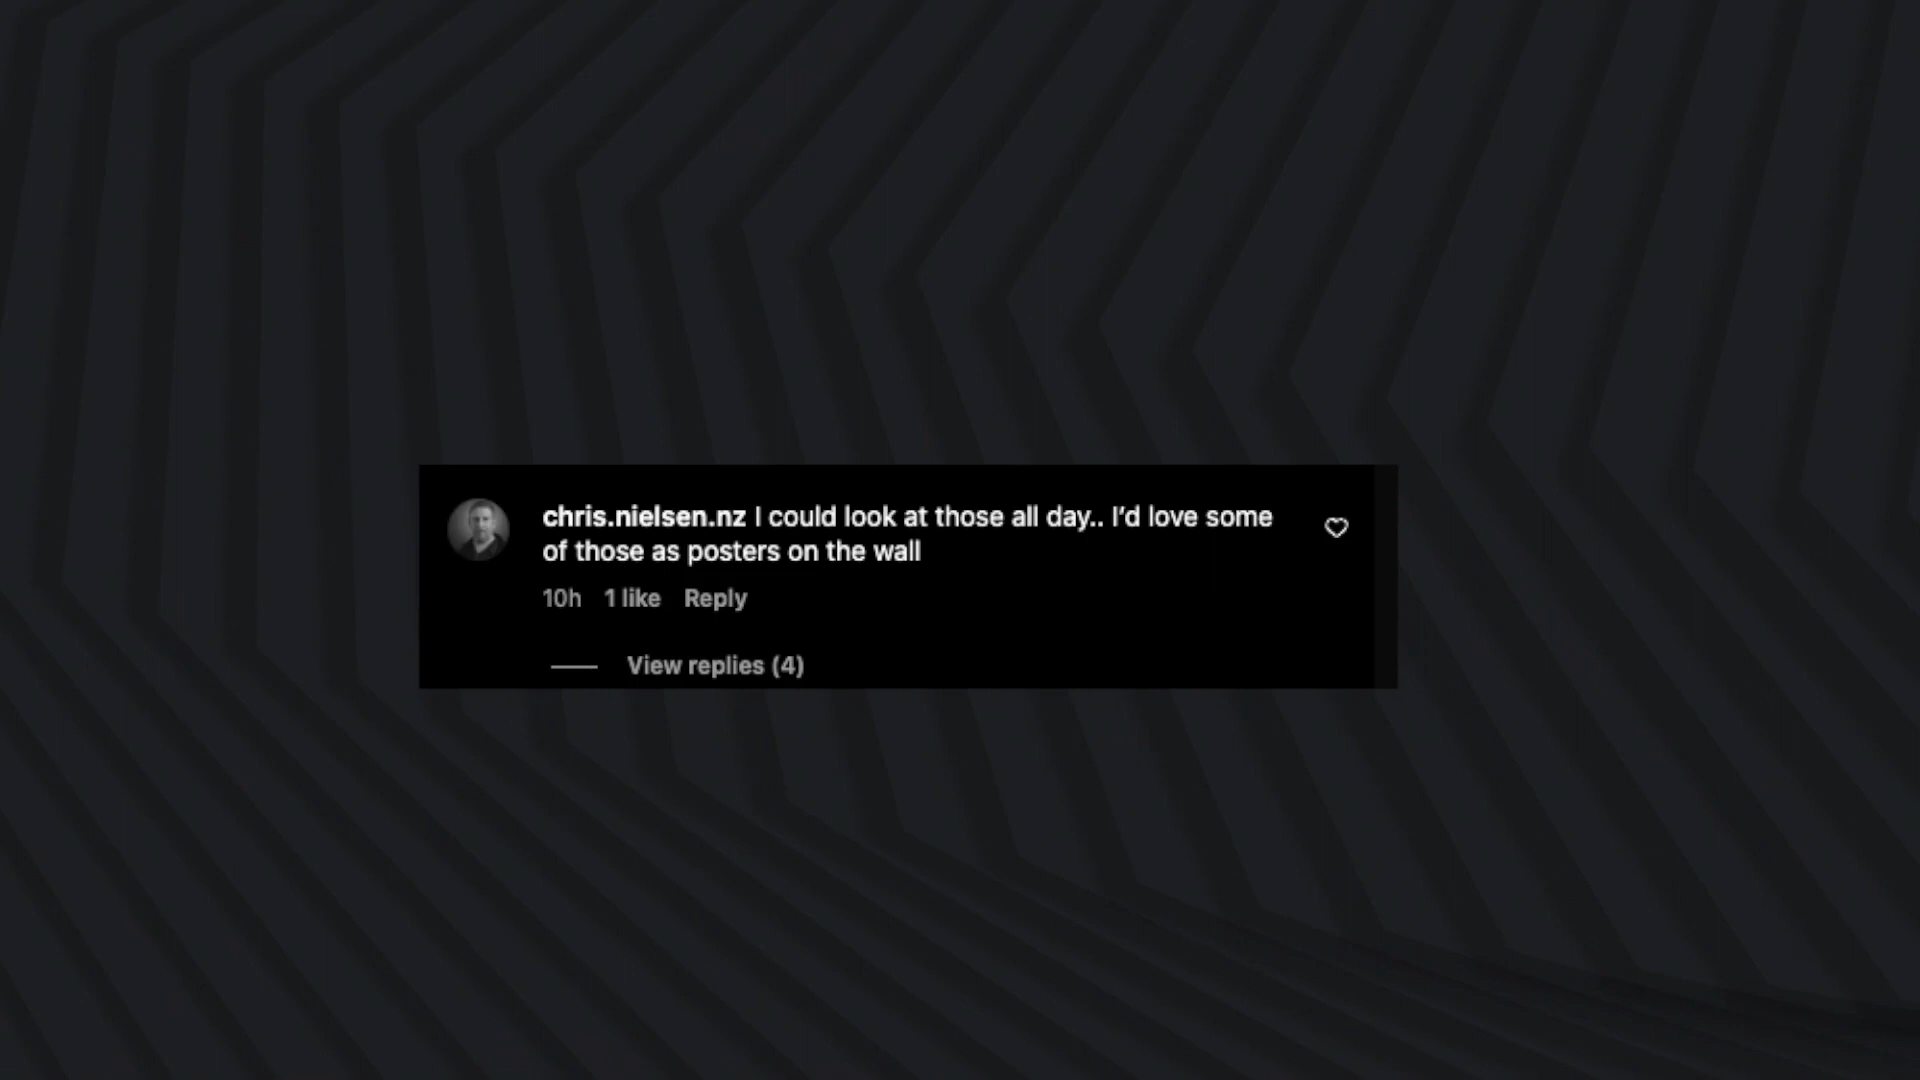 chris.nielsen.nz I could look at those all day.. I'd love some
of those as posters on the wall
10h 1 like Reply
View replies (4)